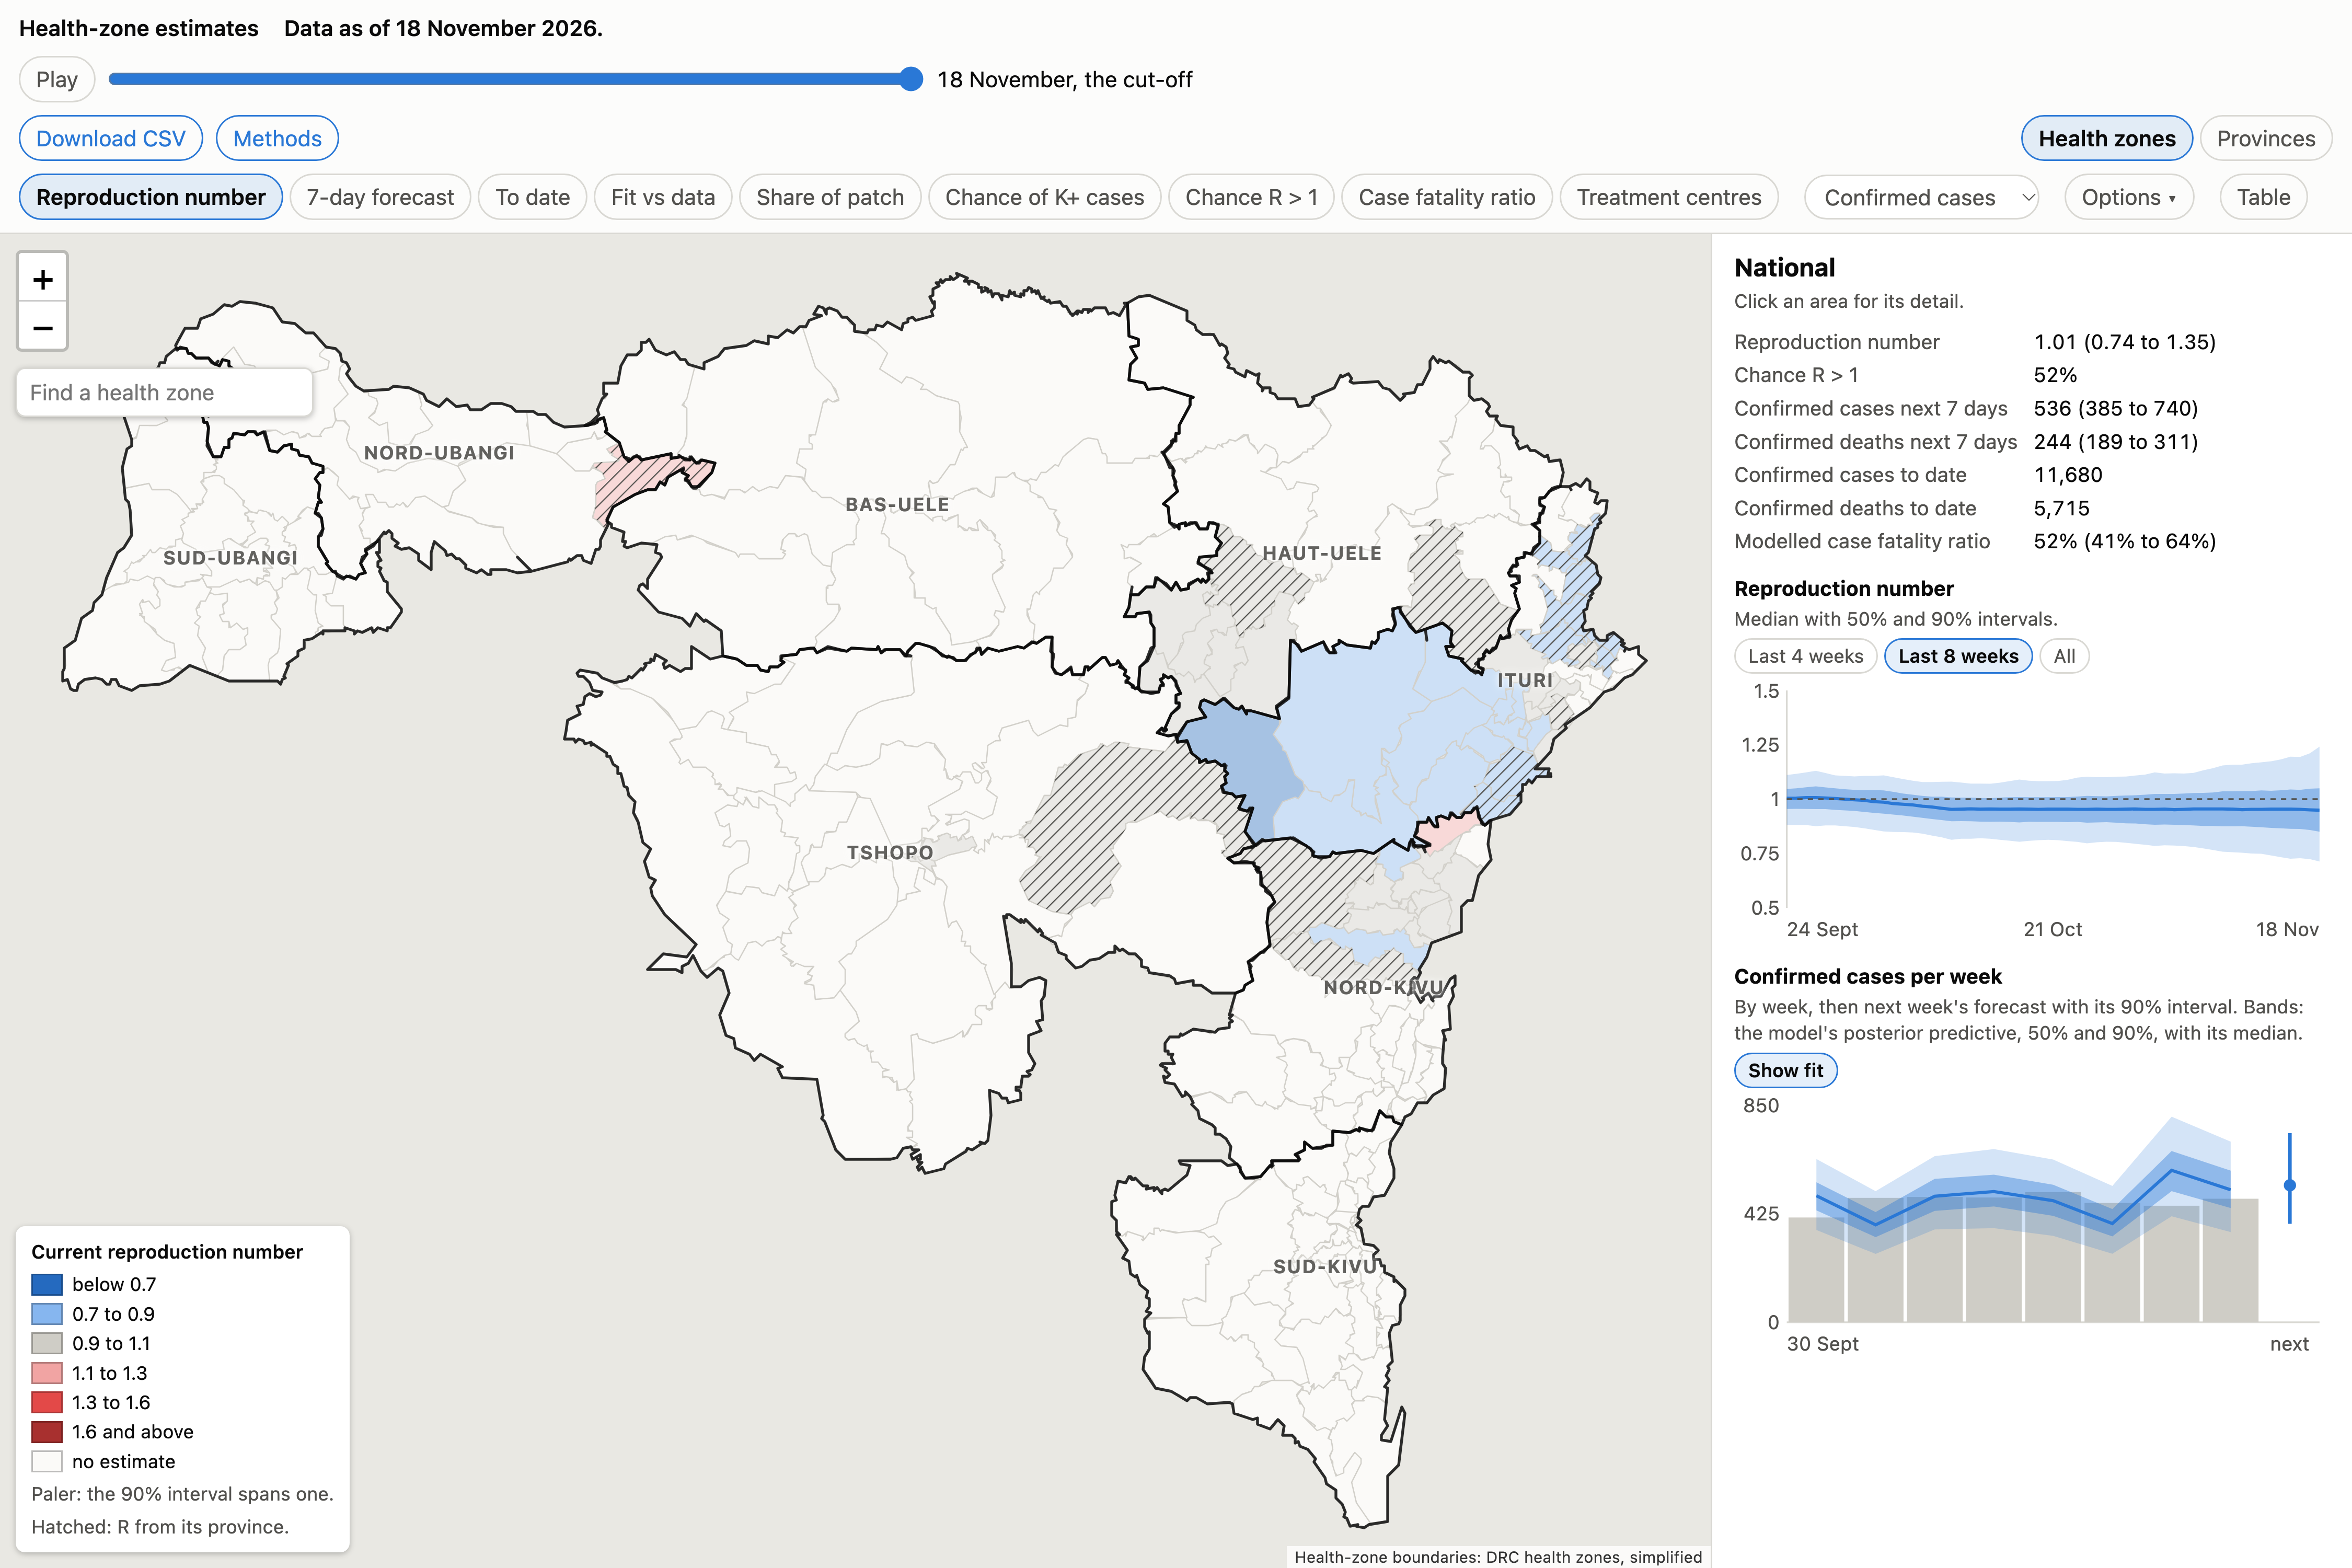 Health-zone estimates Data as of 18 November 2026.
Play 18 November, the cut-off
Download CSV Methods Health zones Provinces
Reproduction number 7-day forecast To date Fit vs data Share of patch Chance of K+ cases Chance R > 1 Case fatality ratio Treatment centres Confirmed cases Options ▾ Table
+
−
Find a health zone
NORD-UBANGI
SUD-UBANGI
BAS-UELE
HAUT-UELE
ITURI
TSHOPO
NORD-KIVU
SUD-KIVU
Current reproduction number
below 0.7
0.7 to 0.9
0.9 to 1.1
1.1 to 1.3
1.3 to 1.6
1.6 and above
no estimate
Paler: the 90% interval spans one.
Hatched: R from its province.
Health-zone boundaries: DRC health zones, simplified
National
Click an area for its detail.
Reproduction number 1.01 (0.74 to 1.35)
Chance R > 1 52%
Confirmed cases next 7 days 536 (385 to 740)
Confirmed deaths next 7 days 244 (189 to 311)
Confirmed cases to date 11,680
Confirmed deaths to date 5,715
Modelled case fatality ratio 52% (41% to 64%)
Reproduction number
Median with 50% and 90% intervals.
Last 4 weeks Last 8 weeks All
1.5
1.25
1
0.75
0.5
24 Sept 21 Oct 18 Nov
Confirmed cases per week
By week, then next week's forecast with its 90% interval. Bands:
the model's posterior predictive, 50% and 90%, with its median.
Show fit
850
425
0
30 Sept next